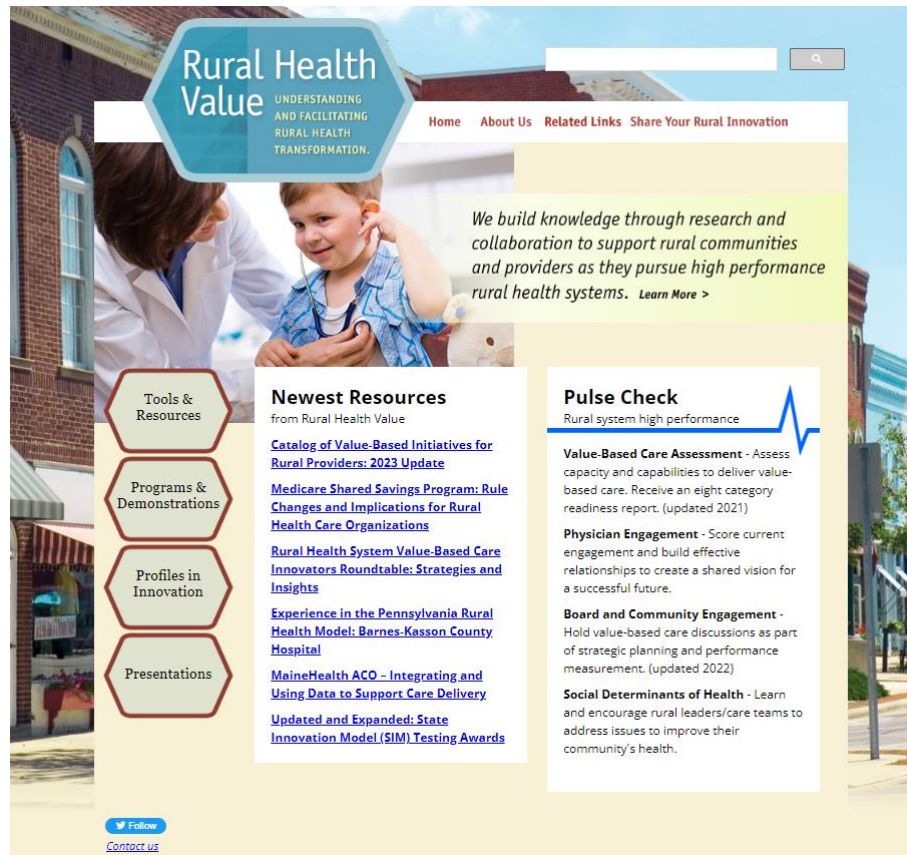 Rural Health
Value
UNDERSTANDING
AND FACILITATING
RURAL HEALTH
TRANSFORMATION.
Home About Us Related Links Share Your Rural Innovation
We build knowledge through research and
collaboration to support rural communities
and providers as they pursue high performance
rural health systems. Learn More >
Tools &
Resources
Programs &
Demonstrations
Profiles in
Innovation
Presentations
Newest Resources
from Rural Health Value
Catalog of Value-Based Initiatives for
Rural Providers: 2023 Update
Medicare Shared Savings Program: Rule
Changes and Implications for Rural
Health Care Organizations
Rural Health System Value-Based Care
Innovators Roundtable: Strategies and
Insights
Experience in the Pennsylvania Rural
Health Model: Barnes-Kasson County
Hospital
MaineHealth ACO – Integrating and
Using Data to Support Care Delivery
Updated and Expanded: State
Innovation Model (SIM) Testing Awards
Pulse Check
Rural system high performance
Value-Based Care Assessment - Assess
capacity and capabilities to deliver value-
based care. Receive an eight category
readiness report. (updated 2021)
Physician Engagement - Score current
engagement and build effective
relationships to create a shared vision for
a successful future.
Board and Community Engagement -
Hold value-based care discussions as part
of strategic planning and performance
measurement. (updated 2022)
Social Determinants of Health - Learn
and encourage rural leaders/care teams to
address issues to improve their
community's health.
Follow
Contact us